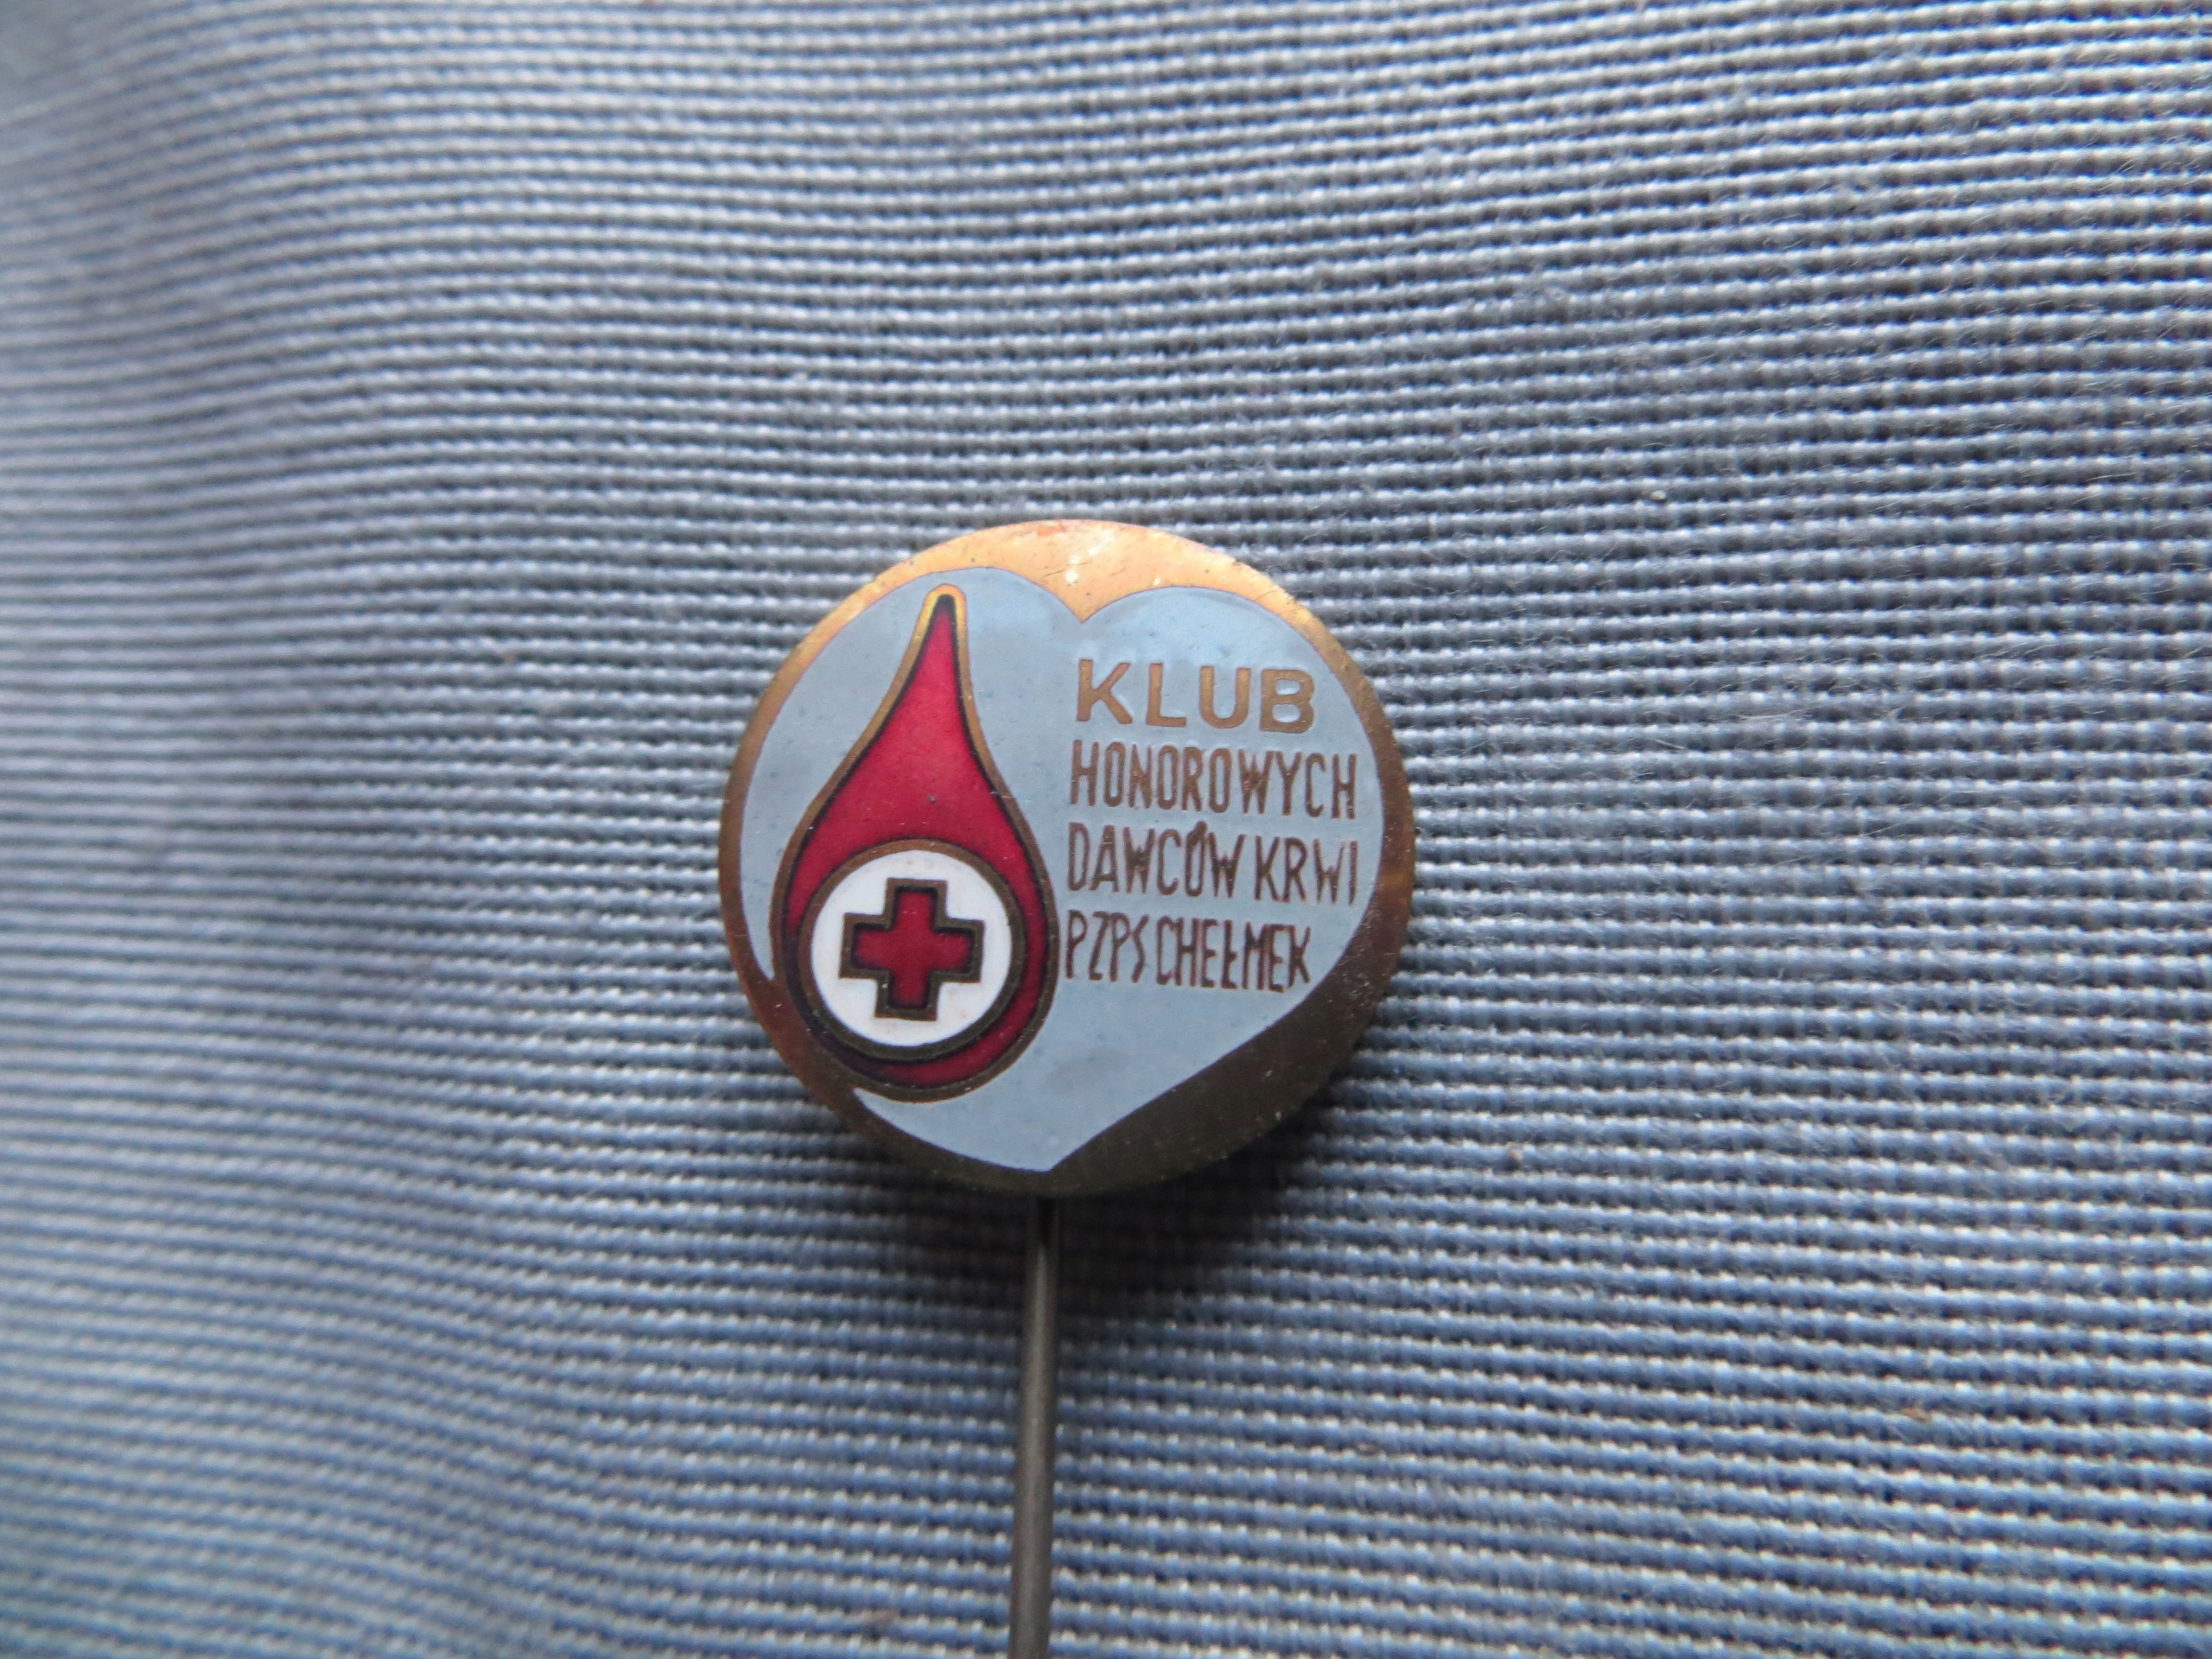 KLUB
HONOROWYCH
DAWCÓW KRWI
PZPS CHEŁMEK